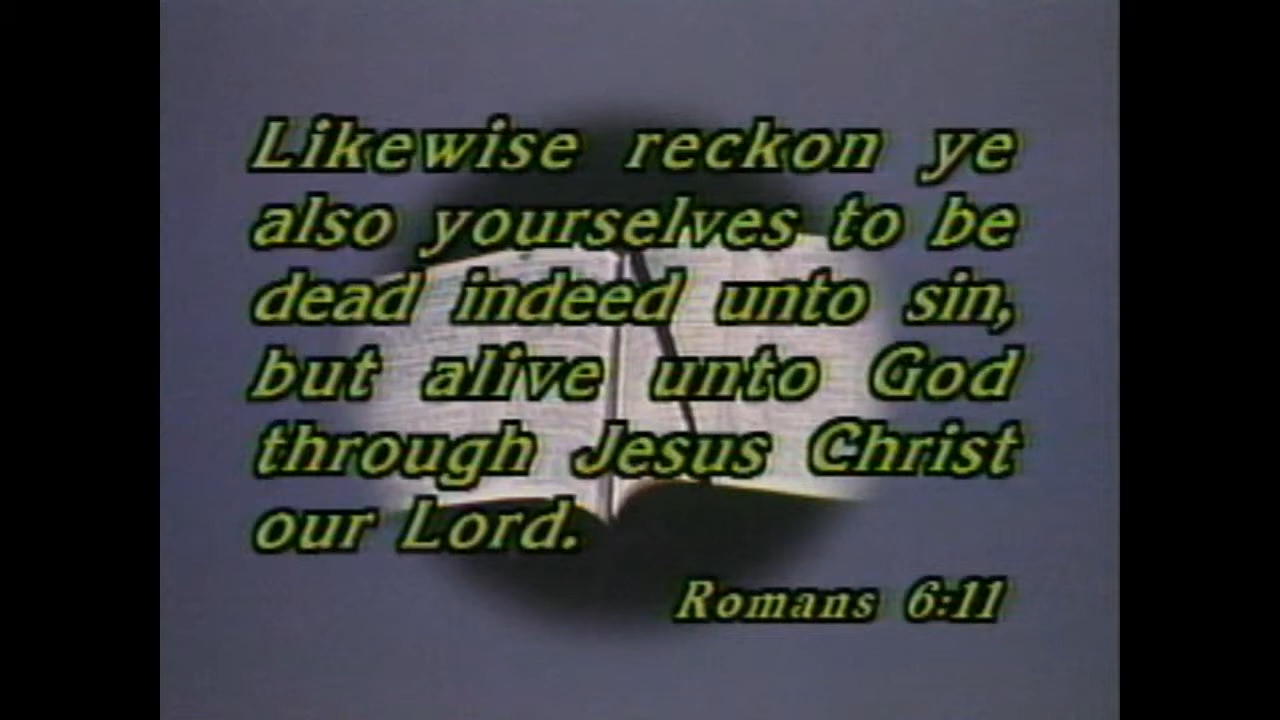 Likewise reckon ye
also yourselves to be
dead indeed unto sin,
but alive unto God
through Jesus Christ
our Lord.
Romans 6:11